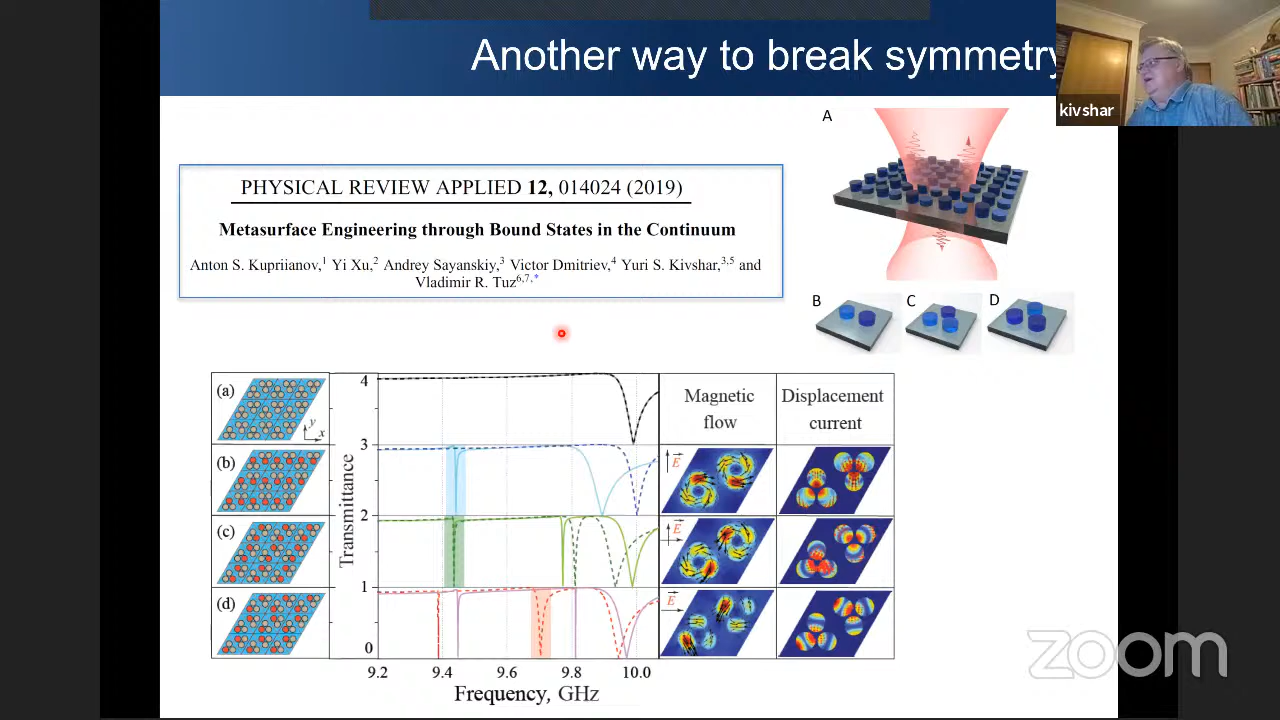 Another way to break symmetry
kivshar
PHYSICAL REVIEW APPLIED 12, 014024 (2019)
Metasurface Engineering through Bound States in the Continuum
Anton S. Kupriianov,1 Yi Xu,2 Andrey Sayanskiy,3 Victor Dmitriev,4 Yuri S. Kivshar,3,5 and
Vladimir R. Tuz6,7,*
A
B
C
D
(a)
y
x
(b)
(c)
(d)
Transmittance
4
3
2
1
0
9.2
9.4
9.6
9.8
10.0
Frequency, GHz
Magnetic
flow
Displacement
current
E
E
E
zoom